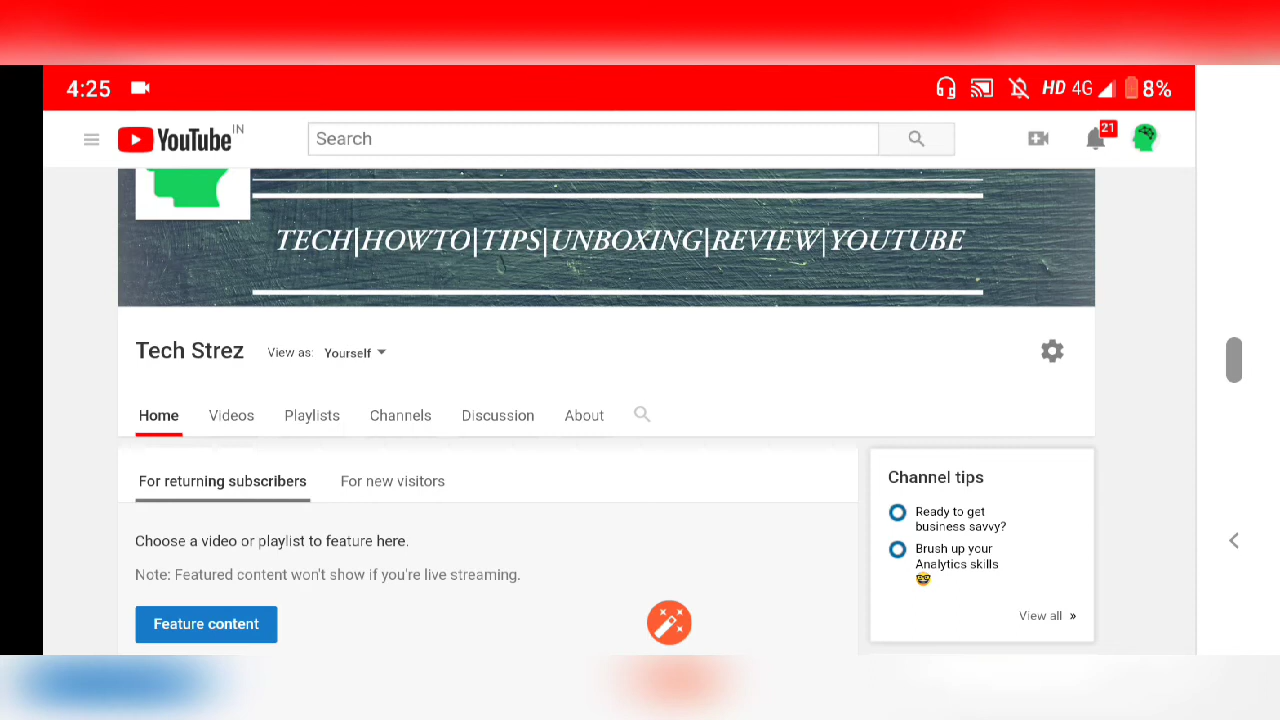 4:25 HD 4G 8%
YouTube IN Search 21
TECH|HOWTO|TIPS|UNBOXING|REVIEW|YOUTUBE
Tech Strez View as: Yourself
Home Videos Playlists Channels Discussion About
For returning subscribers For new visitors
Choose a video or playlist to feature here.
Note: Featured content won't show if you're live streaming.
Feature content
Channel tips
Ready to get
business savvy?
Brush up your
Analytics skills
View all »